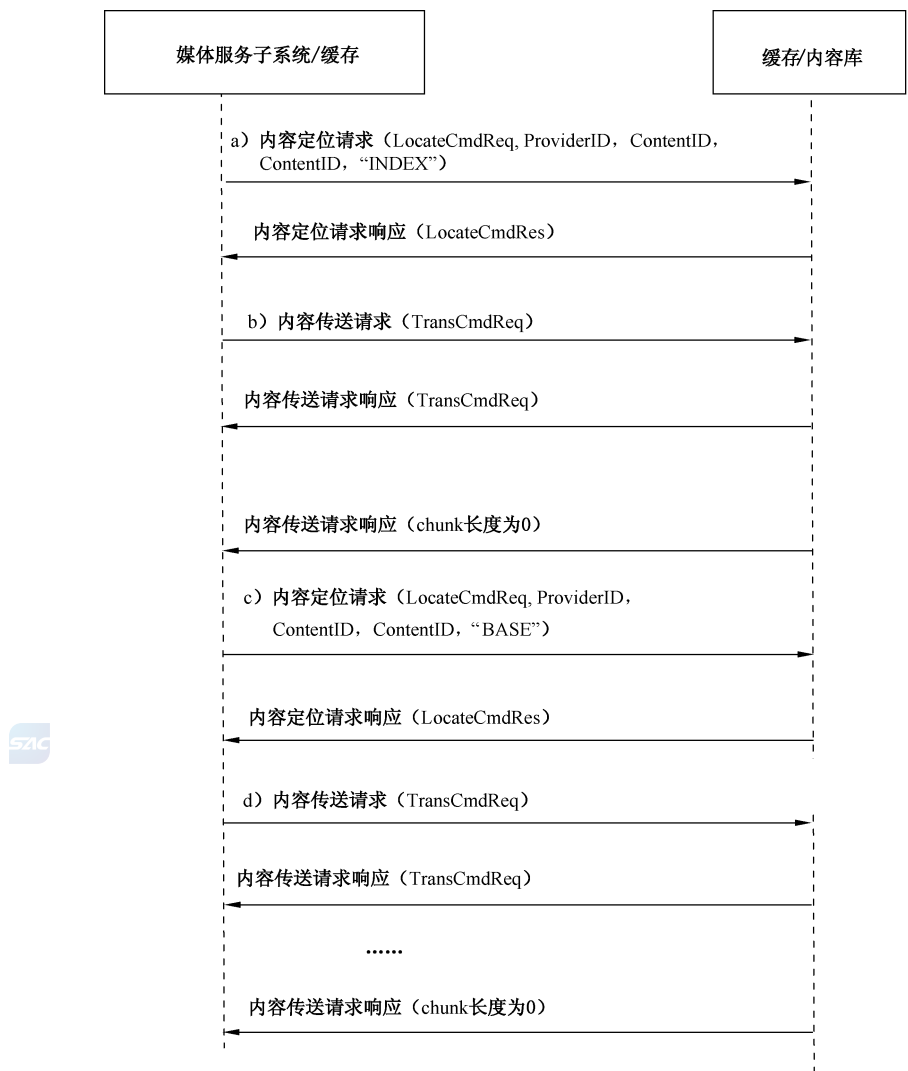 媒体服务子系统/缓存
缓存/内容库
a）内容定位请求（LocateCmdReq, ProviderID，ContentID，
ContentID，“INDEX”）
内容定位请求响应（LocateCmdRes）
b）内容传送请求（TransCmdReq）
内容传送请求响应（TransCmdReq）
内容传送请求响应（chunk长度为0）
c）内容定位请求（LocateCmdReq, ProviderID，
ContentID，ContentID，“BASE”）
内容定位请求响应（LocateCmdRes）
SAC
d）内容传送请求（TransCmdReq）
内容传送请求响应（TransCmdReq）
……
内容传送请求响应（chunk长度为0）